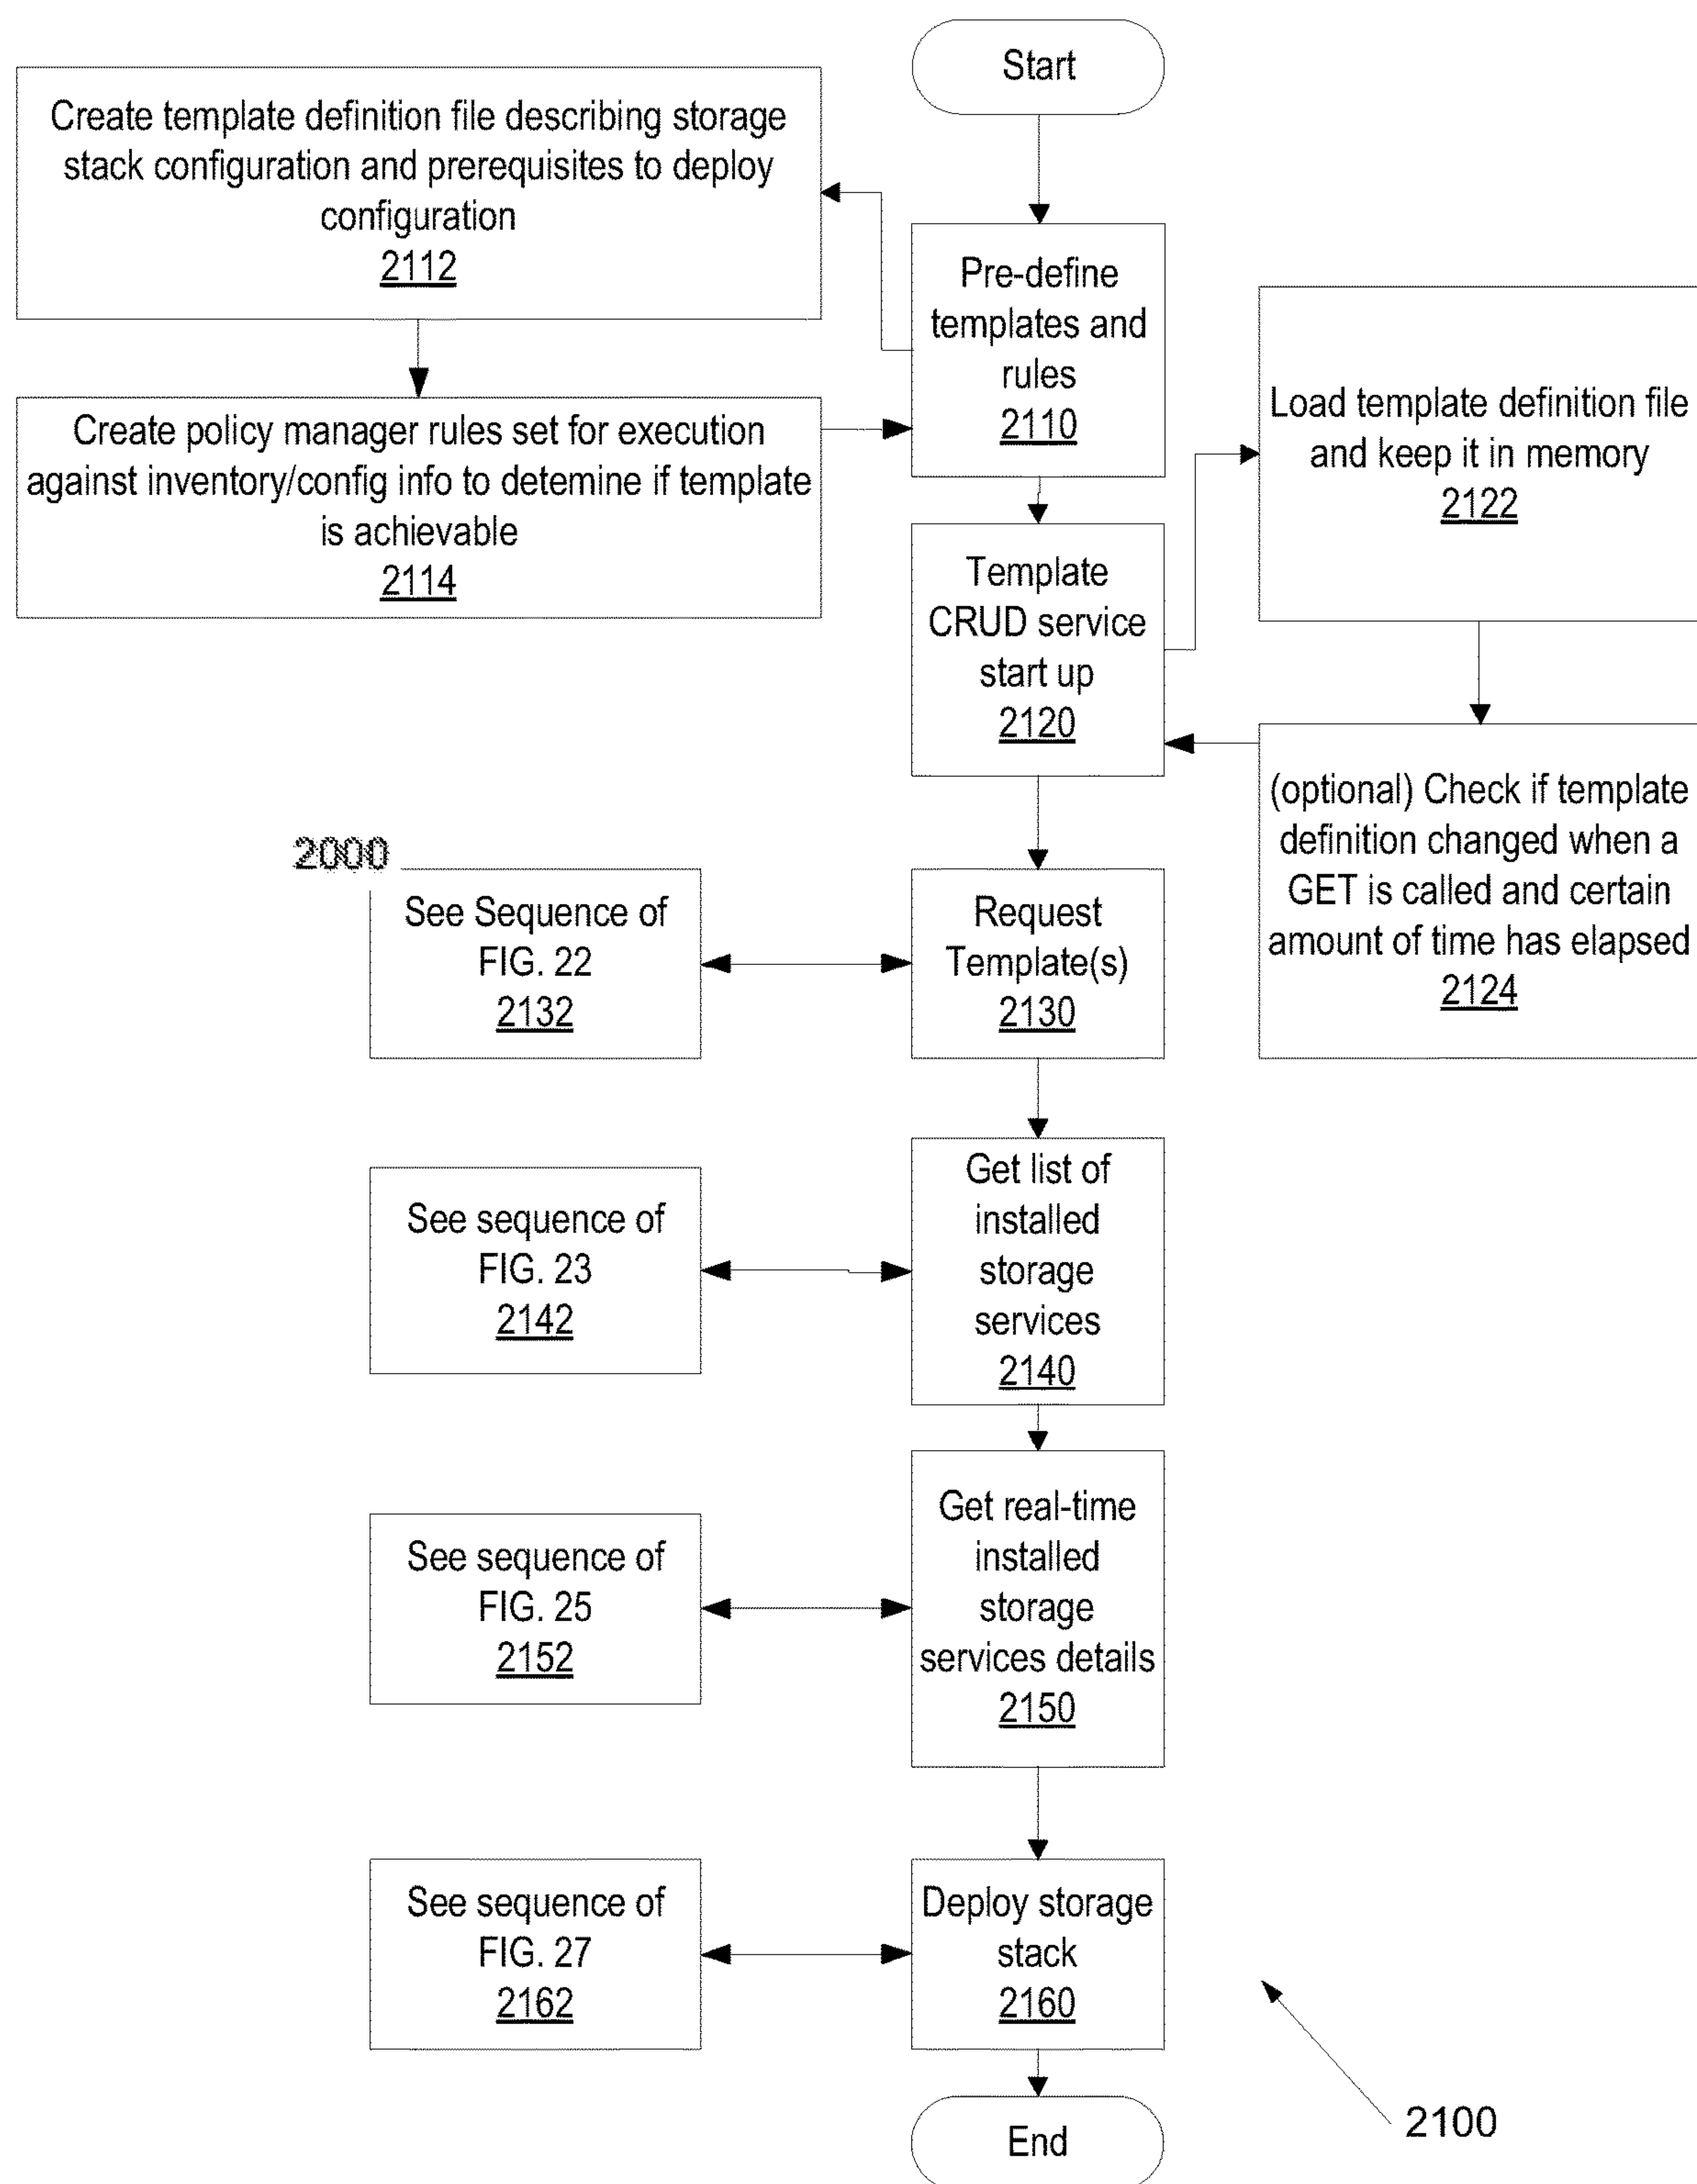 Start
Create template definition file describing storage
stack configuration and prerequisites to deploy
configuration
2112
Pre-define
templates and
rules
2110
Create policy manager rules set for execution
against inventory/config info to detemine if template
is achievable
2114
Load template definition file
and keep it in memory
2122
Template
CRUD service
start up
2120
(optional) Check if template
definition changed when a
GET is called and certain
amount of time has elapsed
2124
2000
See Sequence of
FIG. 22
2132
Request
Template(s)
2130
See sequence of
FIG. 23
2142
Get list of
installed
storage
services
2140
See sequence of
FIG. 25
2152
Get real-time
installed
storage
services details
2150
See sequence of
FIG. 27
2162
Deploy storage
stack
2160
End
2100